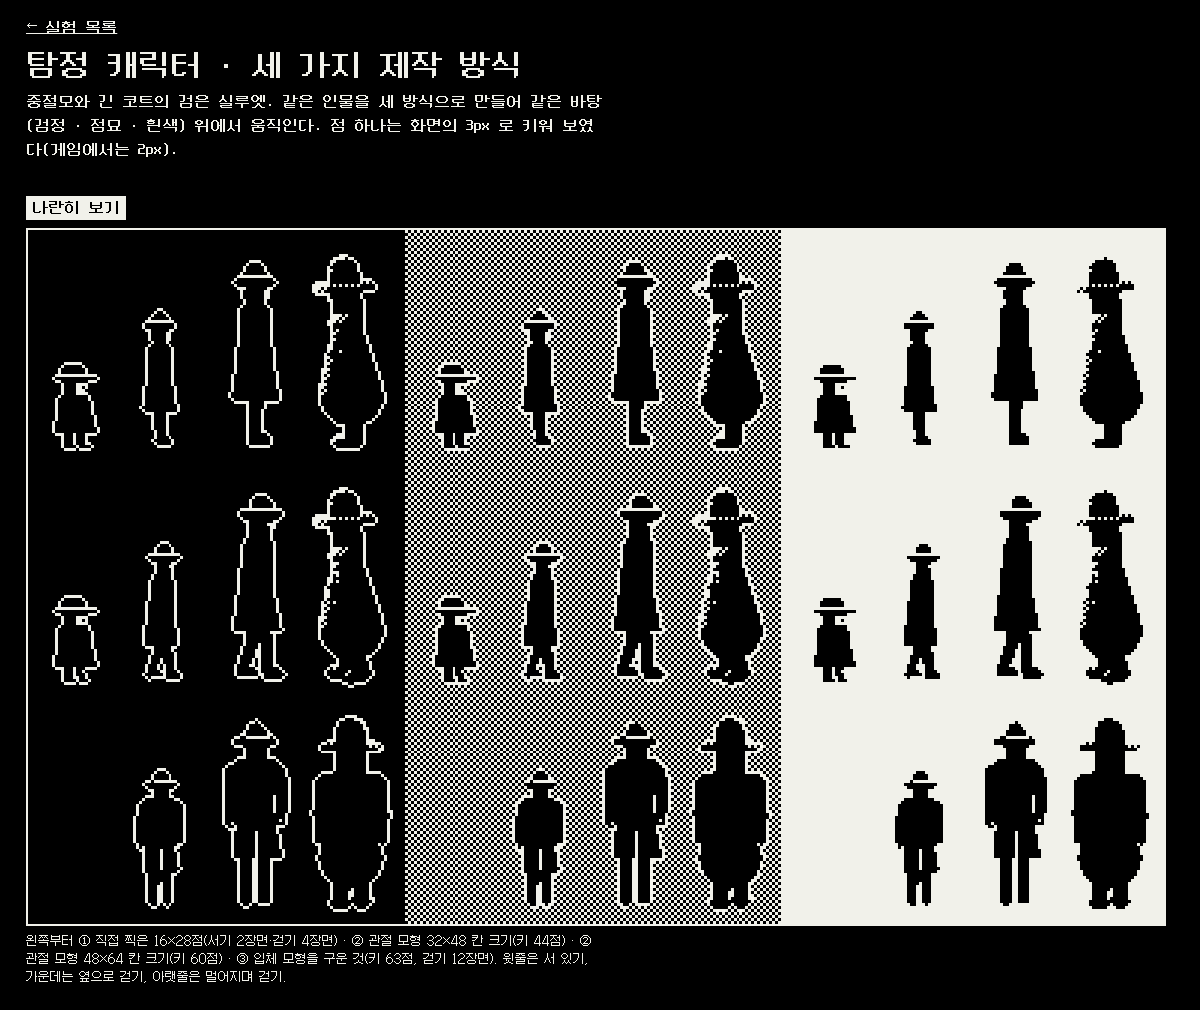 ← 실험 목록
탐정 캐릭터 · 세 가지 제작 방식
중절모와 긴 코트의 검은 실루엣. 같은 인물을 세 방식으로 만들어 같은 바탕
(검정 · 점묘 · 흰색) 위에서 움직인다. 점 하나는 화면의 3px 로 키워 보였
다(게임에서는 2px).
나란히 보기
왼쪽부터 ① 직접 찍은 16×28점(서기 2장면·걷기 4장면) · ② 관절 모형 32×48 칸 크기(키 44점) · ②
관절 모형 48×64 칸 크기(키 60점) · ③ 입체 모형을 구운 것(키 63점, 걷기 12장면). 윗줄은 서 있기,
가운데는 옆으로 걷기, 아랫줄은 멀어지며 걷기.